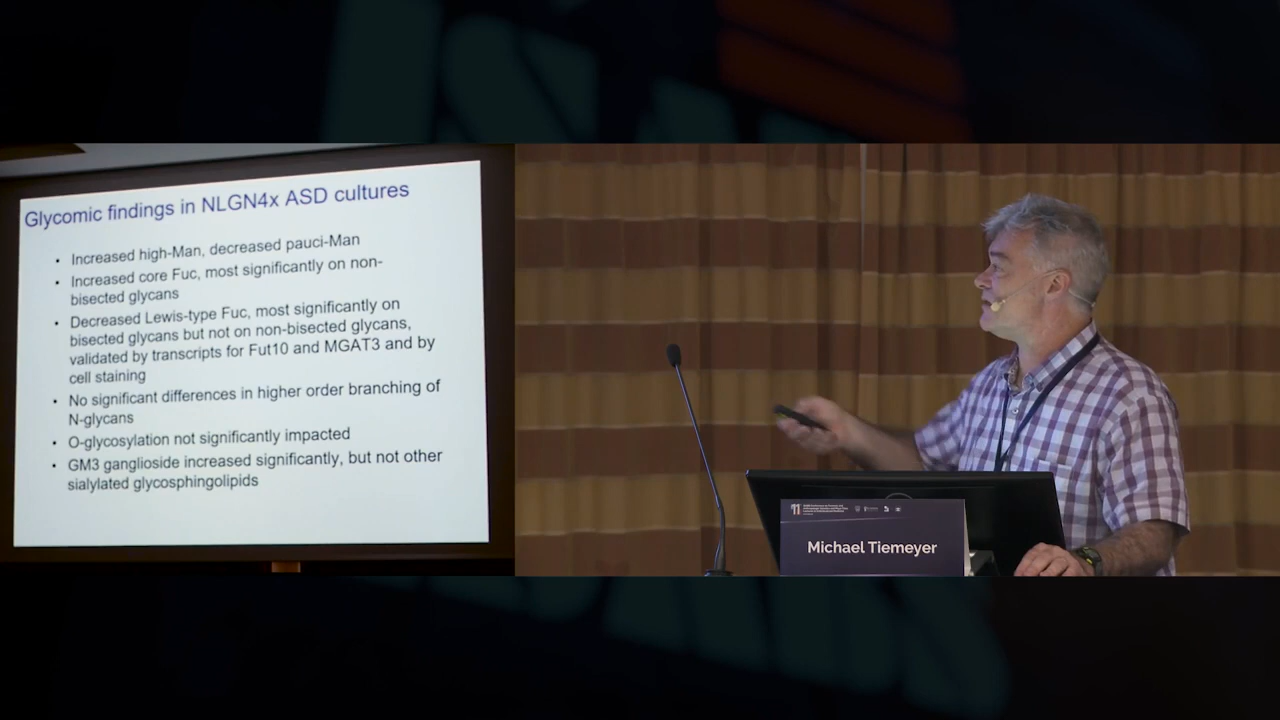 Glycomic findings in NLGN4x ASD cultures
• Increased high-Man, decreased pauci-Man
• Increased core Fuc, most significantly on non-
bisected glycans
• Decreased Lewis-type Fuc, most significantly on
bisected glycans but not on non-bisected glycans,
validated by transcripts for Fut10 and MGAT3 and by
cell staining
• No significant differences in higher order branching of
N-glycans
• O-glycosylation not significantly impacted
• GM3 ganglioside increased significantly, but not other
sialylated glycosphingolipids
11
Michael Tiemeyer